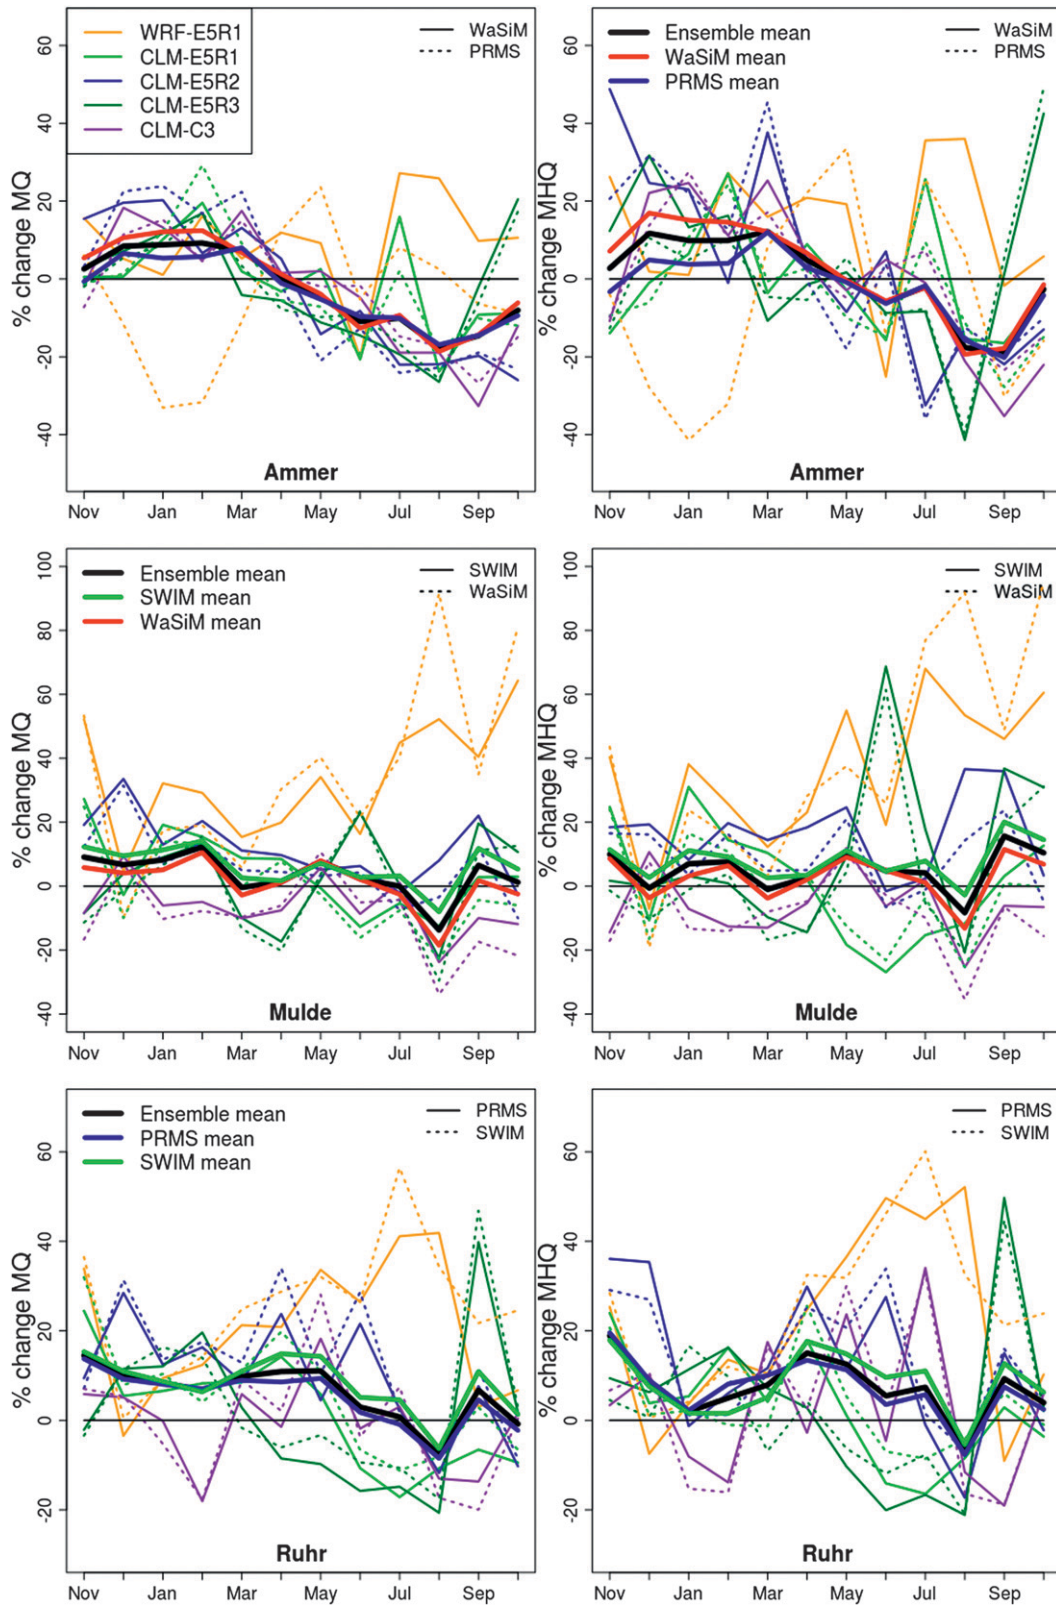 WRF-E5R1
CLM-E5R1
CLM-E5R2
CLM-E5R3
CLM-C3
WaSiM
PRMS
% change MQ
60
40
20
0
-20
-40
Ammer
Nov Jan Mar May Jul Sep
Ensemble mean
WaSiM mean
PRMS mean
WaSiM
PRMS
% change MHQ
60
40
20
0
-20
-40
Ammer
Nov Jan Mar May Jul Sep
Ensemble mean
SWIM mean
WaSiM mean
SWIM
WaSiM
% change MQ
100
80
60
40
20
0
-20
-40
Mulde
Nov Jan Mar May Jul Sep
SWIM
WaSiM
% change MHQ
100
80
60
40
20
0
-20
-40
Mulde
Nov Jan Mar May Jul Sep
Ensemble mean
PRMS mean
SWIM mean
PRMS
SWIM
% change MQ
60
40
20
0
-20
Ruhr
Nov Jan Mar May Jul Sep
PRMS
SWIM
% change MHQ
60
40
20
0
-20
Ruhr
Nov Jan Mar May Jul Sep